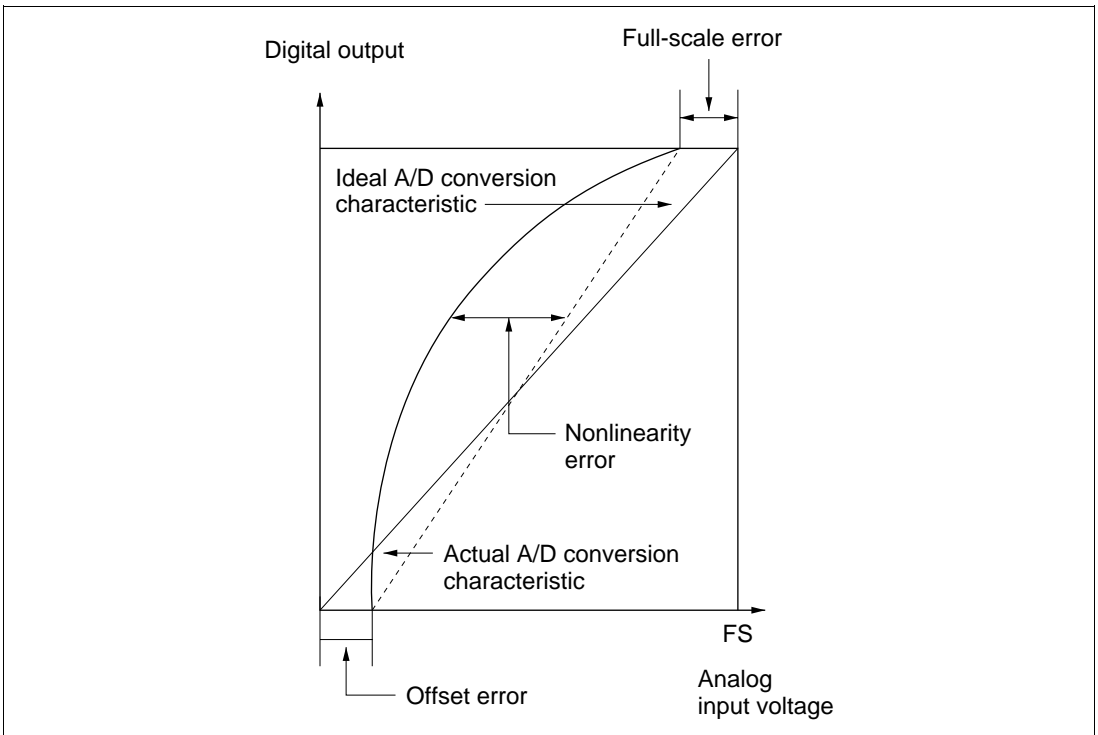 Full-scale error
Digital output
Ideal A/D conversion
characteristic
Nonlinearity
error
Actual A/D conversion
characteristic
FS
Offset error
Analog
input voltage